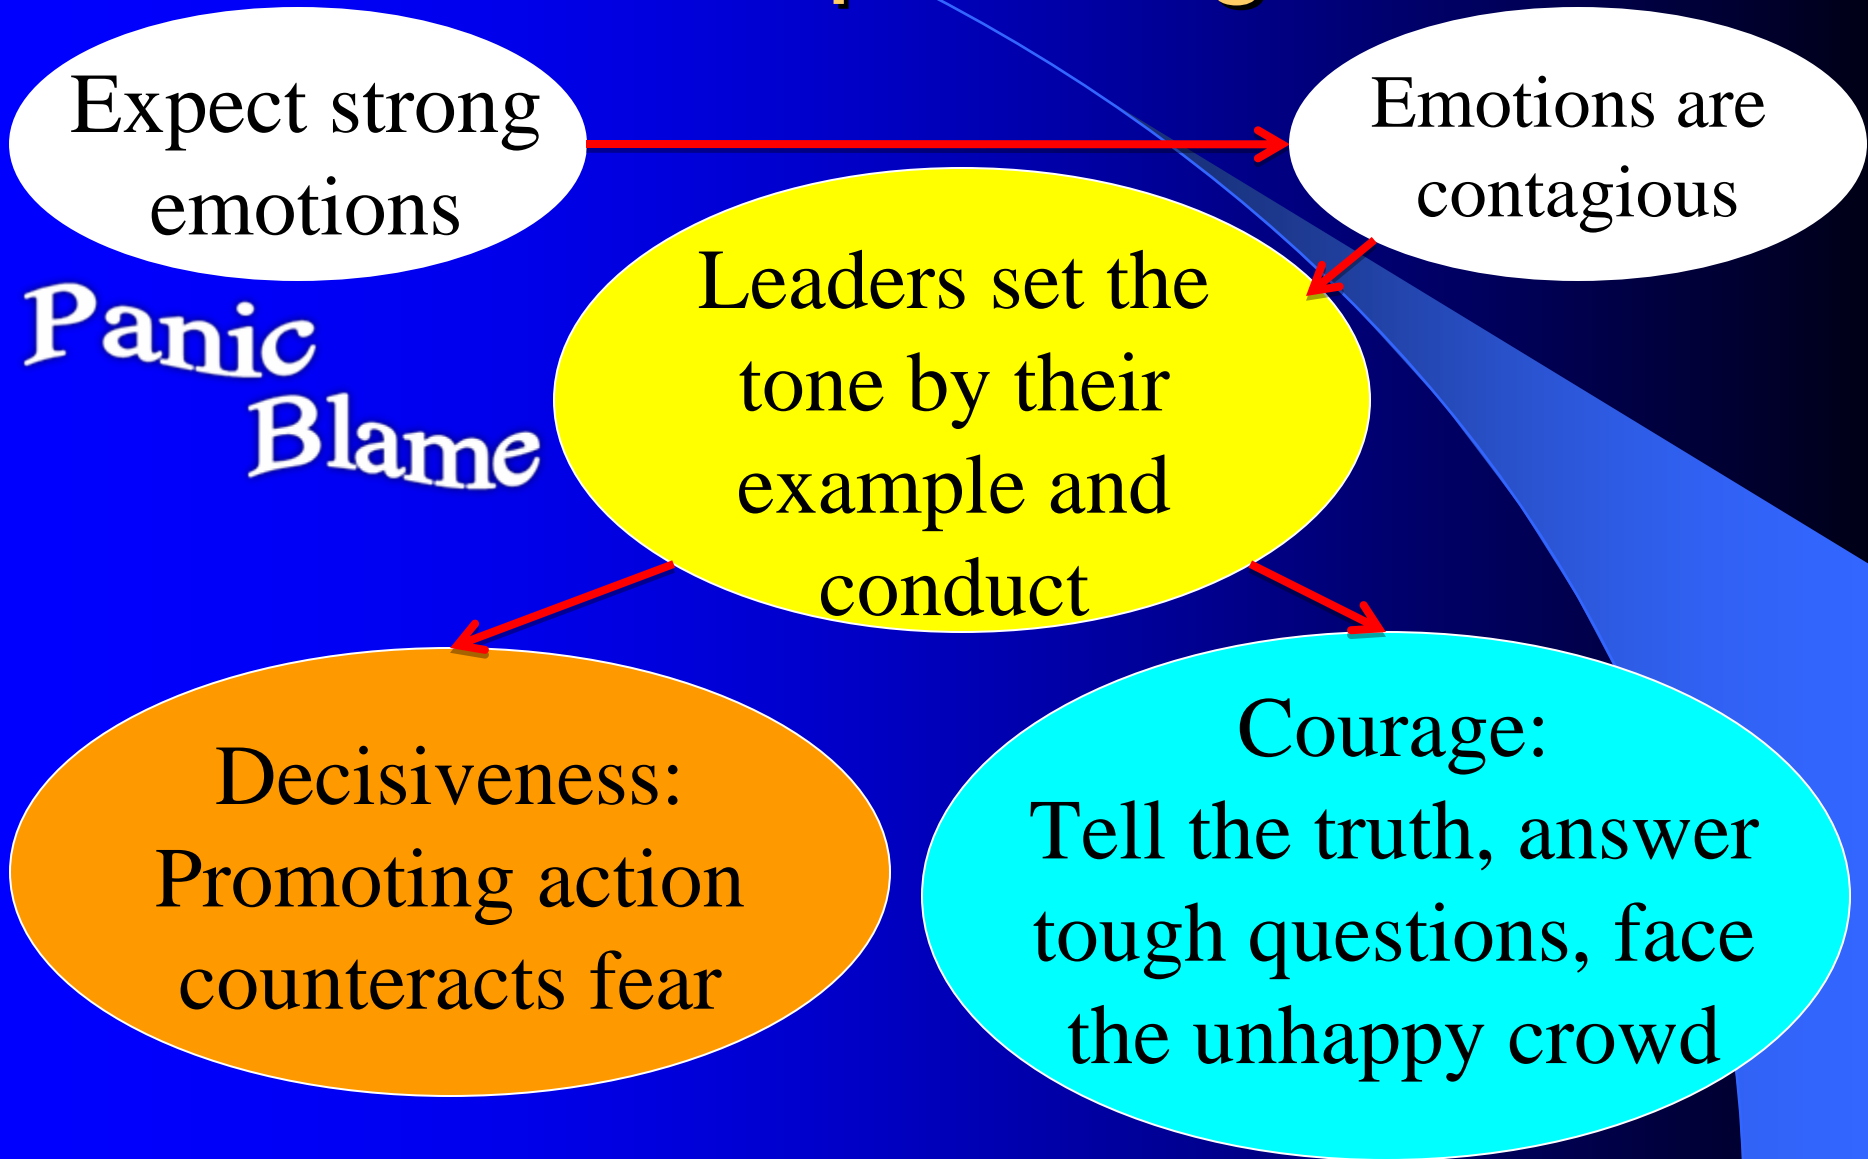 Expect strong
emotions
Emotions are
contagious
Panic
Blame
Leaders set the
tone by their
example and
conduct
Decisiveness:
Promoting action
counteracts fear
Courage:
Tell the truth, answer
tough questions, face
the unhappy crowd